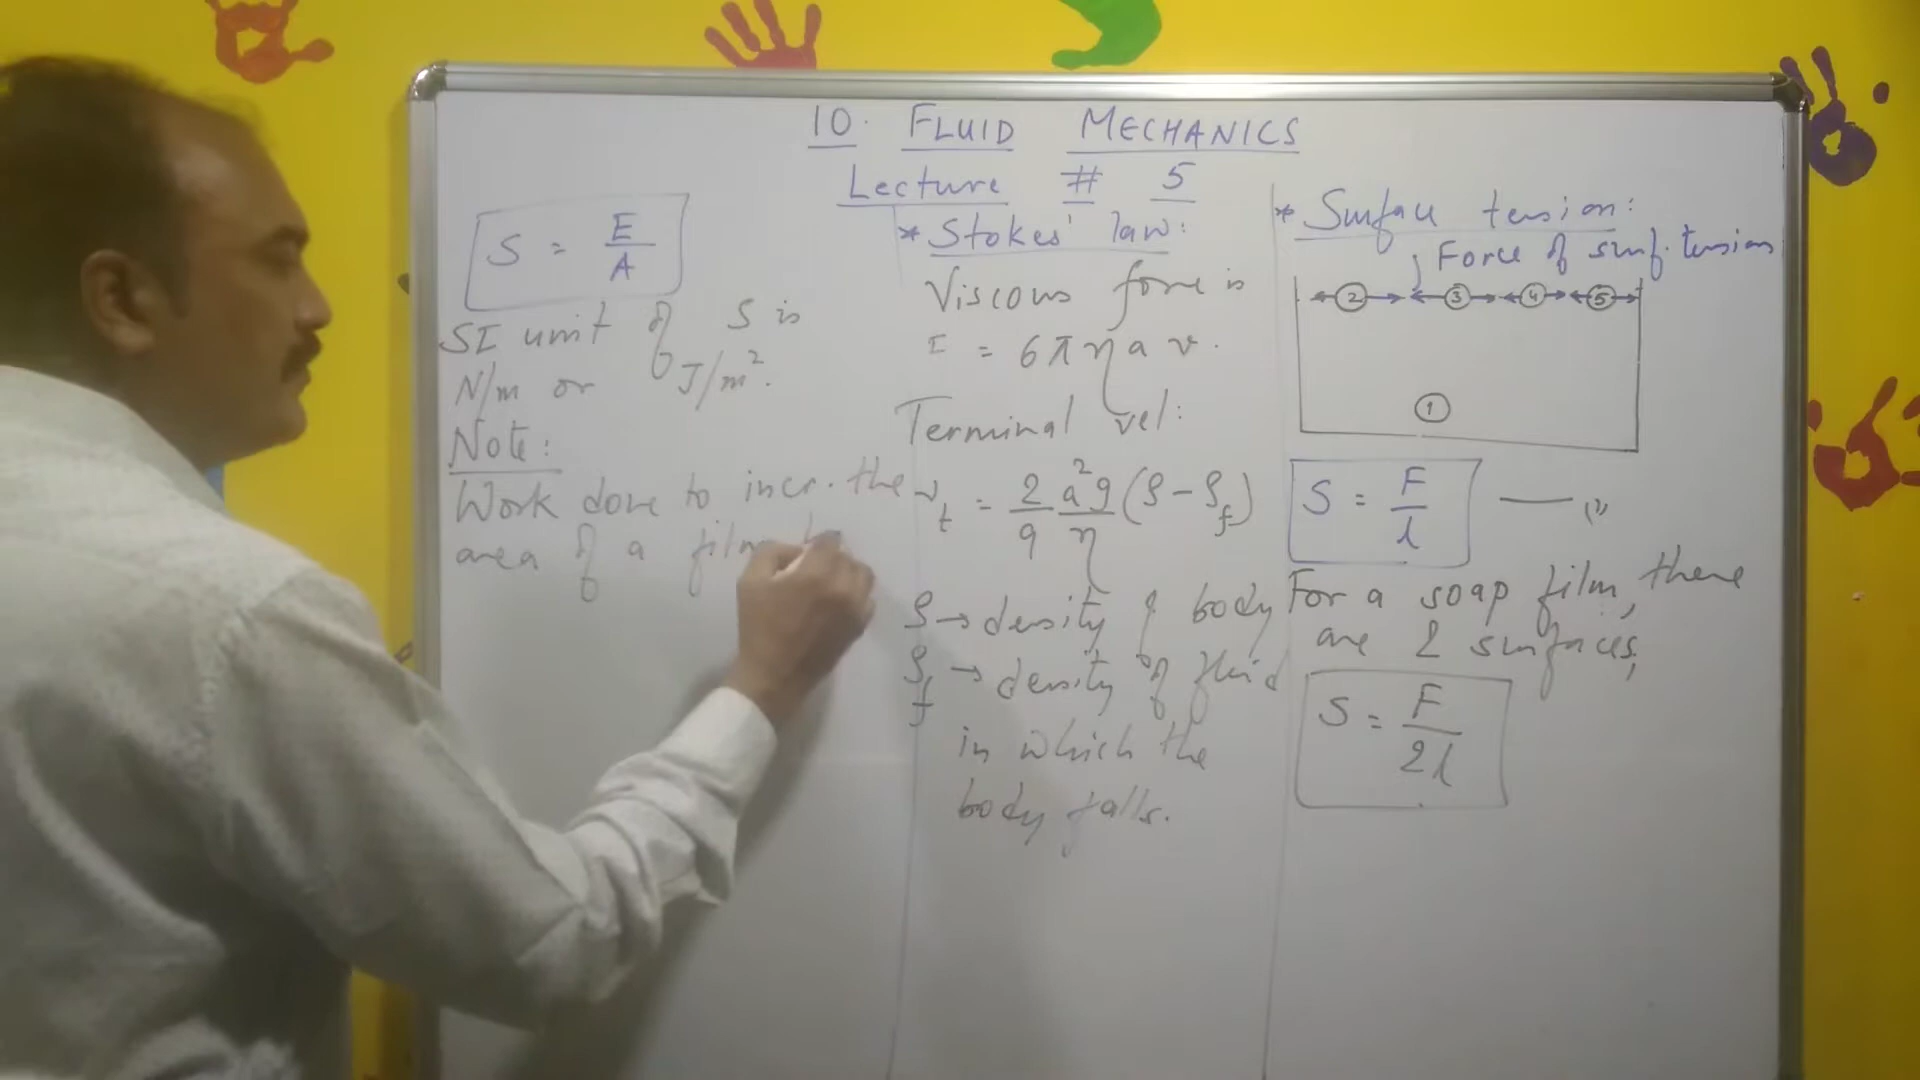 10. FLUID MECHANICS
Lecture # 5
S = E/A
SI unit of S is
N/m or J/m².
Note:
Work done to incr. the
area of a film
* Stokes' law:
Viscous force is
F = 6πηav.
Terminal vel:
v_t = 2/9 a²g/η (ρ - ρ_f)
ρ → density of body
ρ_f → density of fluid
in which the
body falls.
* Surface tension:
Force of surf. tension
2 3 4 5
1
S = F/l —— (1)
For a soap film, there
are 2 surfaces,
S = F/2l